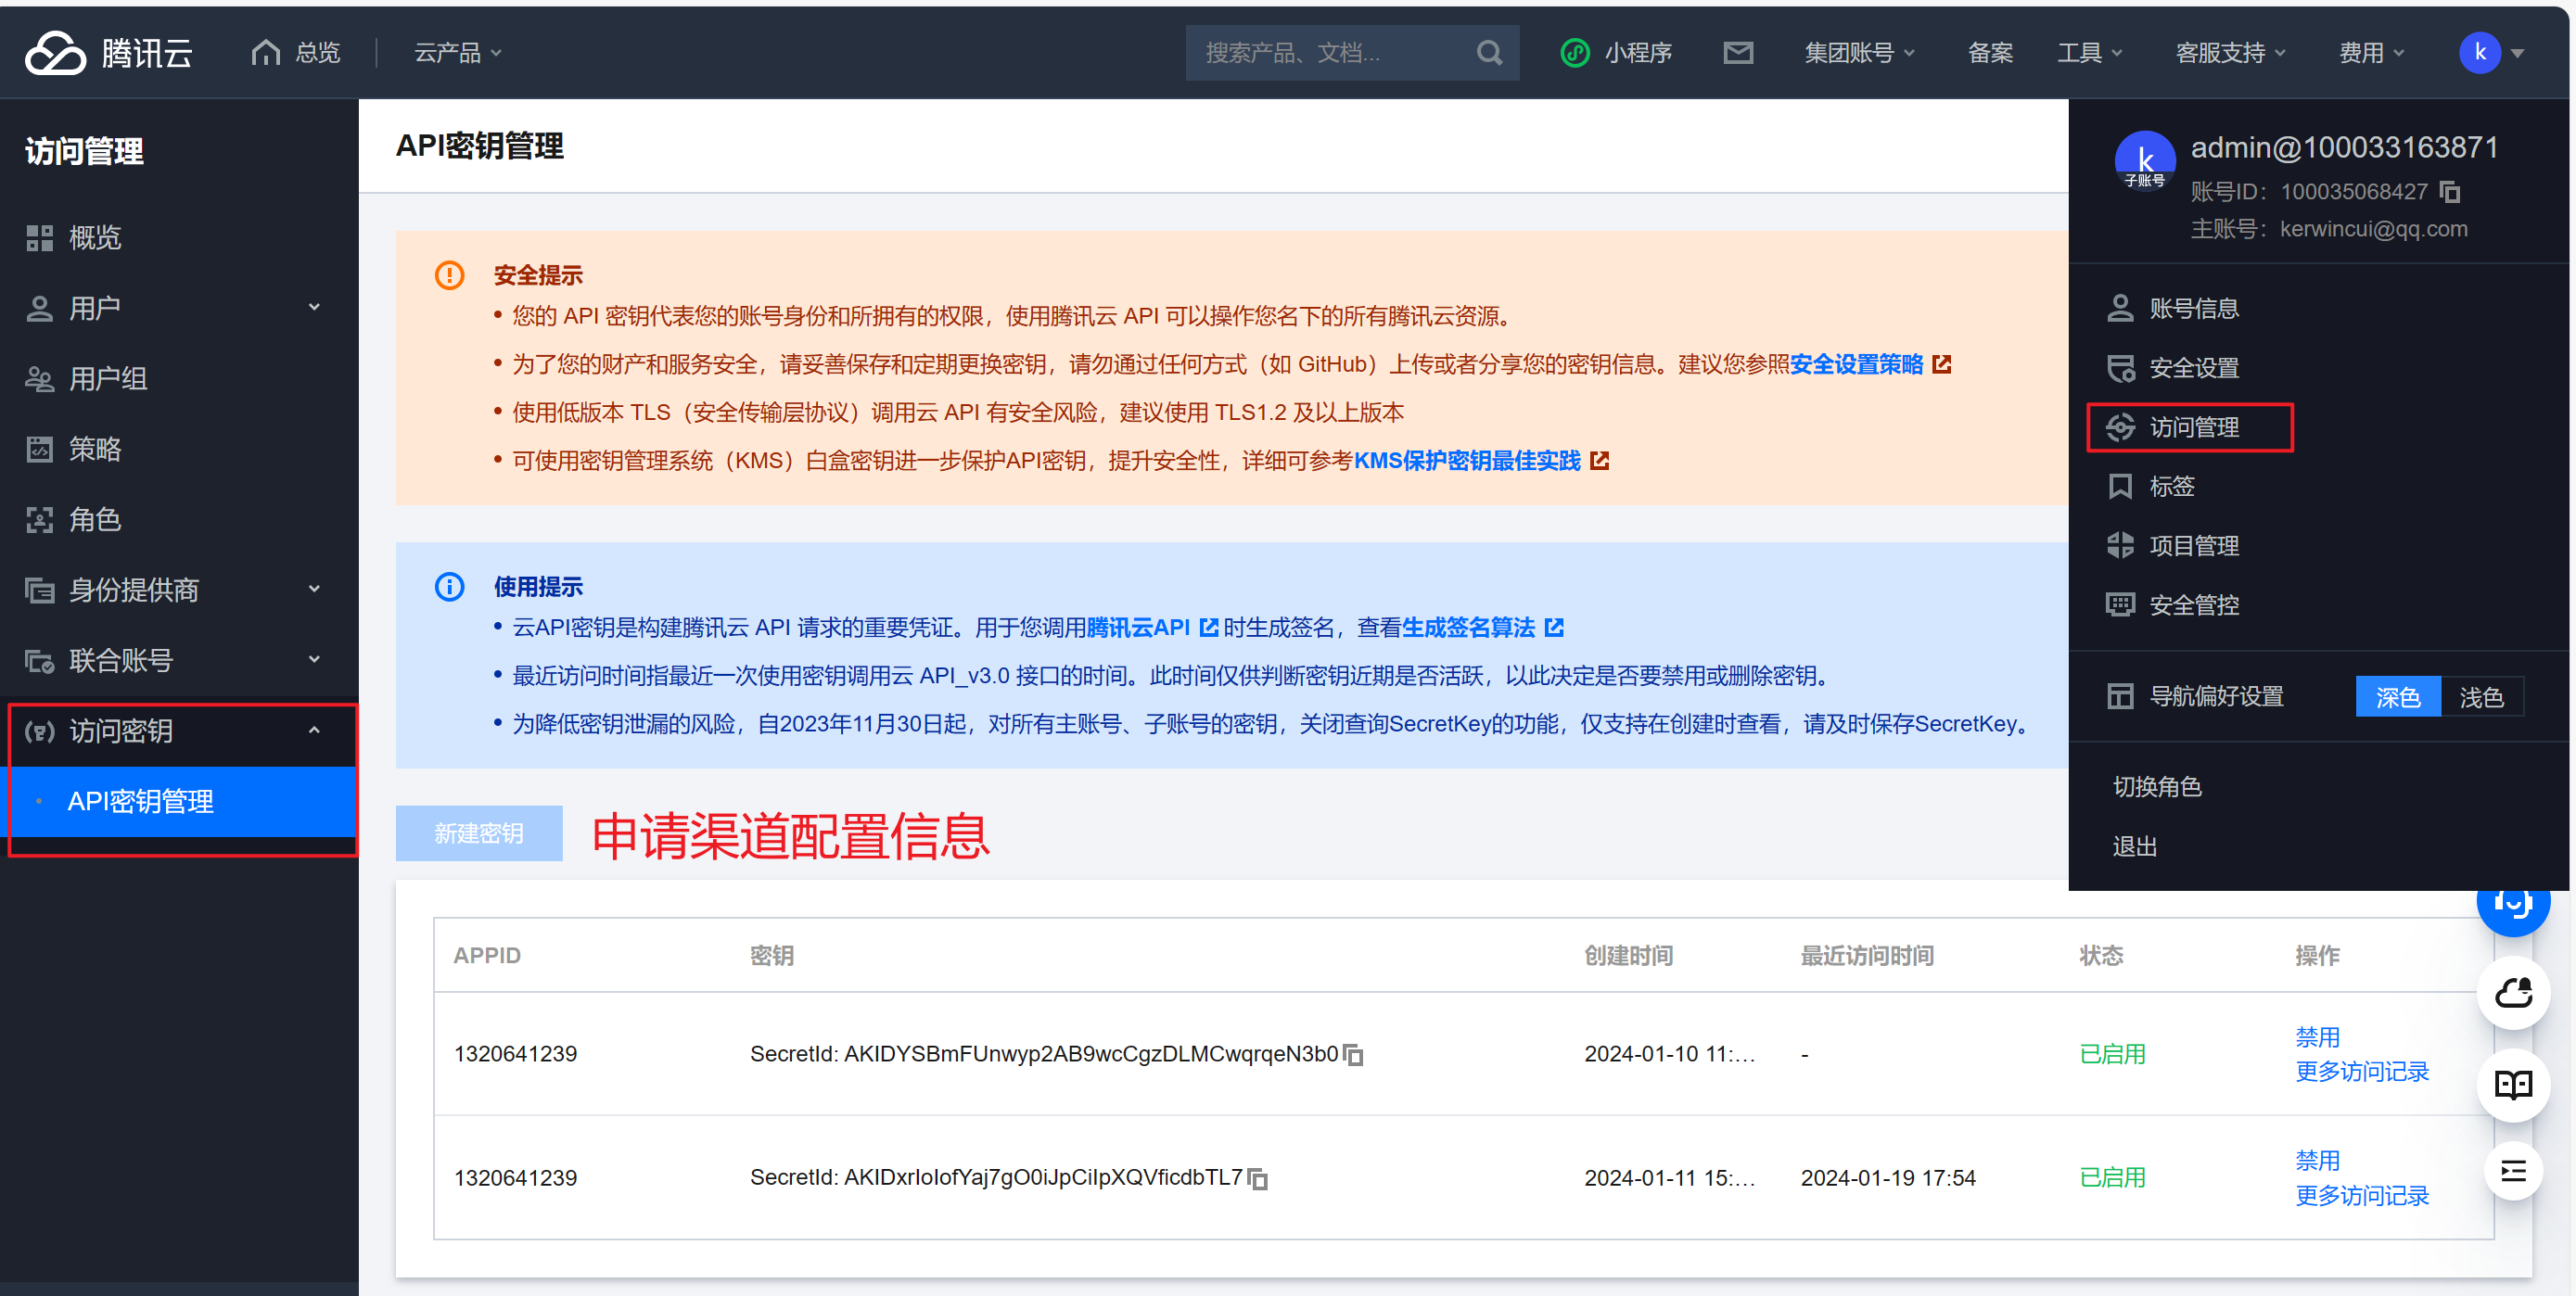 腾讯云
总览
云产品
搜索产品、文档...
小程序
集团账号
备案
工具
客服支持
费用
k
访问管理
概览
用户
用户组
策略
角色
身份提供商
联合账号
访问密钥
API密钥管理
API密钥管理
安全提示
• 您的 API 密钥代表您的账号身份和所拥有的权限，使用腾讯云 API 可以操作您名下的所有腾讯云资源。
• 为了您的财产和服务安全，请妥善保存和定期更换密钥，请勿通过任何方式（如 GitHub）上传或者分享您的密钥信息。建议您参照安全设置策略
• 使用低版本 TLS（安全传输层协议）调用云 API 有安全风险，建议使用 TLS1.2 及以上版本
• 可使用密钥管理系统（KMS）白盒密钥进一步保护API密钥，提升安全性，详细可参考KMS保护密钥最佳实践
使用提示
• 云API密钥是构建腾讯云 API 请求的重要凭证。用于您调用腾讯云API 时生成签名，查看生成签名算法
• 最近访问时间指最近一次使用密钥调用云 API_v3.0 接口的时间。此时间仅供判断密钥近期是否活跃，以此决定是否要禁用或删除密钥。
• 为降低密钥泄漏的风险，自2023年11月30日起，对所有主账号、子账号的密钥，关闭查询SecretKey的功能，仅支持在创建时查看，请及时保存SecretKey。
新建密钥
申请渠道配置信息
APPID
密钥
创建时间
最近访问时间
状态
操作
1320641239
SecretId: AKIDYSBmFUnwyp2AB9wcCgzDLMCwqrqeN3b0
2024-01-10 11:...
-
已启用
禁用
更多访问记录
1320641239
SecretId: AKIDxrIoIofYaj7gO0iJpCiIpXQVficdbTL7
2024-01-11 15:...
2024-01-19 17:54
已启用
禁用
更多访问记录
k
子账号
admin@100033163871
账号ID：100035068427
主账号：kerwincui@qq.com
账号信息
安全设置
访问管理
标签
项目管理
安全管控
导航偏好设置
深色
浅色
切换角色
退出